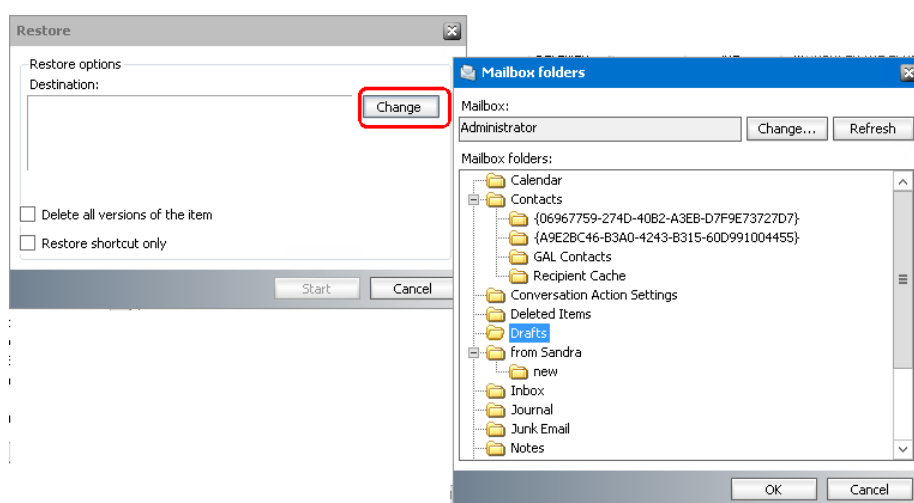 Restore
Restore options
Destination:
Change
Delete all versions of the item
Restore shortcut only
Start
Cancel
Mailbox folders
Mailbox:
Administrator
Change...
Refresh
Mailbox folders:
Calendar
Contacts
{06967759-274D-40B2-A3EB-D7F9E73727D7}
{A9E2BC46-B3A0-4243-B315-60D991004455}
GAL Contacts
Recipient Cache
Conversation Action Settings
Deleted Items
Drafts
from Sandra
new
Inbox
Journal
Junk Email
Notes
OK
Cancel